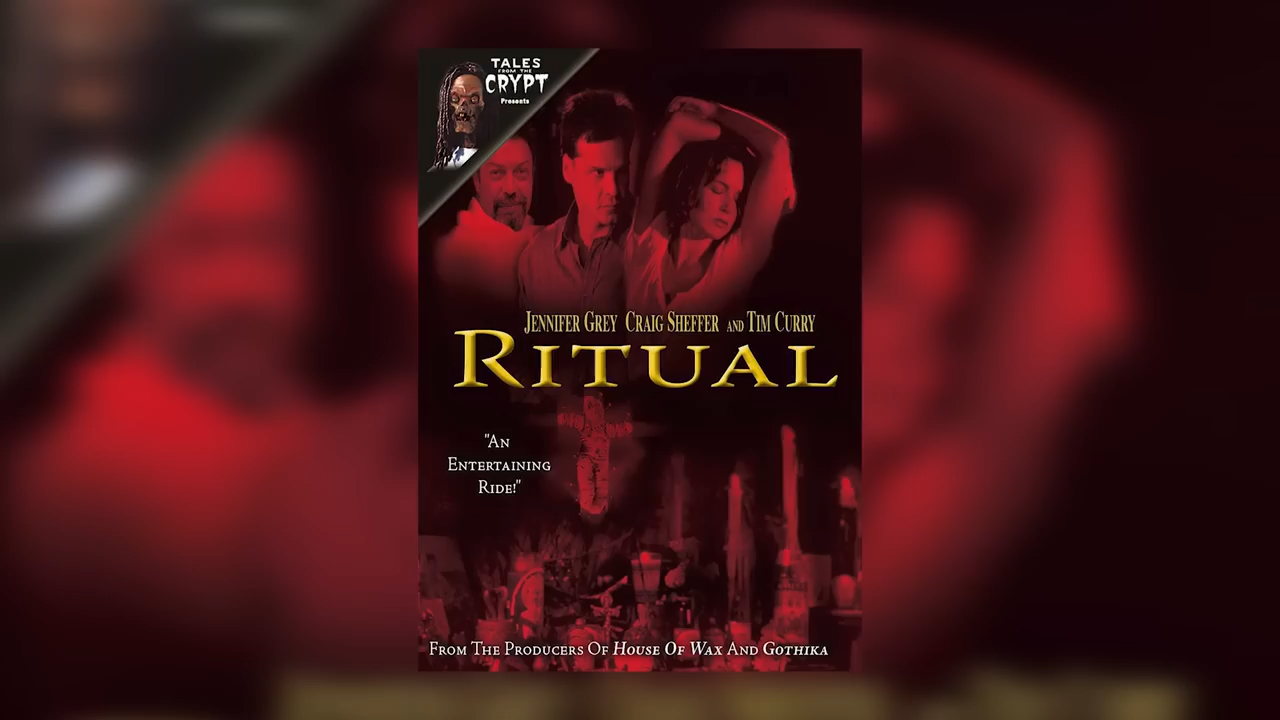 TALES
FROM THE
CRYPT
Presents
JENNIFER GREY CRAIG SHEFFER AND TIM CURRY
RITUAL
"AN
ENTERTAINING
RIDE!"
FROM THE PRODUCERS OF HOUSE OF WAX AND GOTHIKA